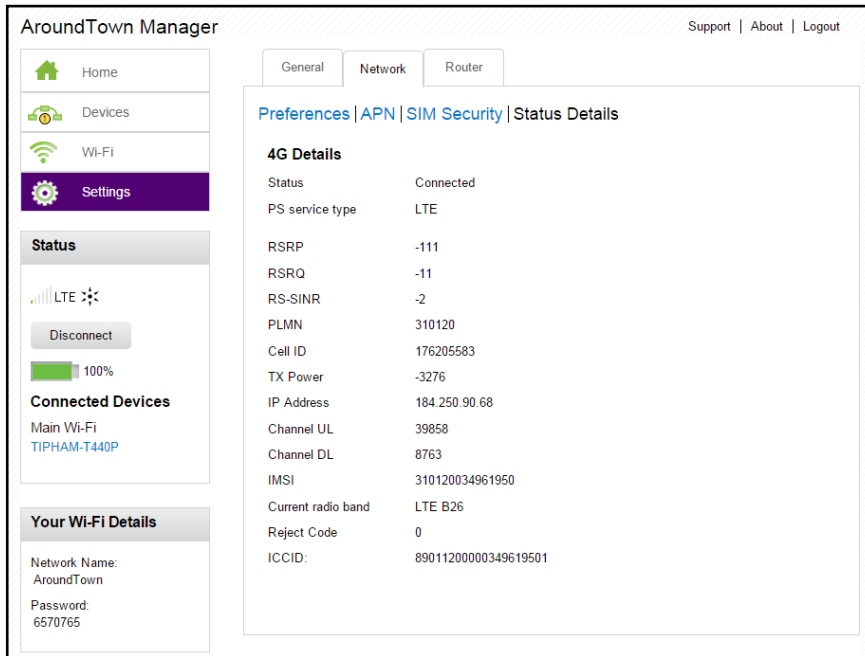 AroundTown Manager
Support | About | Logout
Home
Devices
Wi-Fi
Settings
Status
LTE
Disconnect
100%
Connected Devices
Main Wi-Fi
TIPHAM-T440P
Your Wi-Fi Details
Network Name:
AroundTown
Password:
6570765
General Network Router
Preferences | APN | SIM Security | Status Details
4G Details
Status Connected
PS service type LTE
RSRP -111
RSRQ -11
RS-SINR -2
PLMN 310120
Cell ID 176205583
TX Power -3276
IP Address 184.250.90.68
Channel UL 39858
Channel DL 8763
IMSI 310120034961950
Current radio band LTE B26
Reject Code 0
ICCID: 89011200000349619501